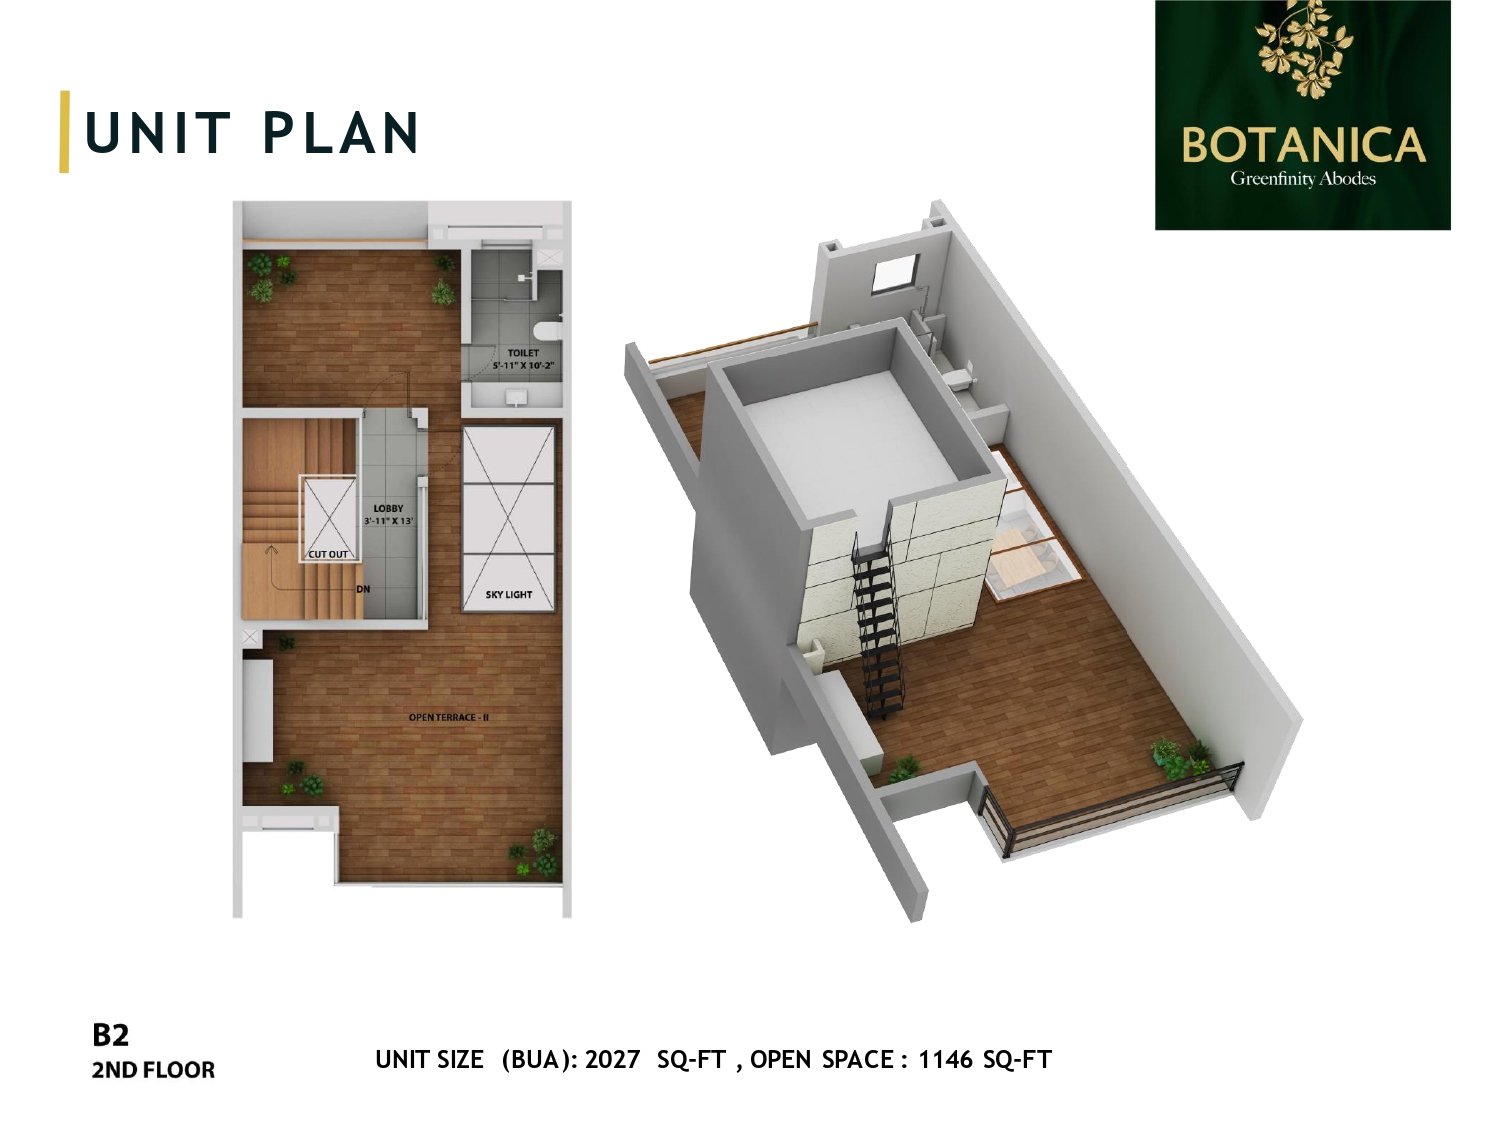 BOTANICA
Greenfinity Abodes
UNIT PLAN
TOILET
5'-11" X 10'-2"
LOBBY
3'-11" X 13'
CUT OUT
DN
SKY LIGHT
OPEN TERRACE - II
B2
2ND FLOOR
UNIT SIZE (BUA): 2027 SQ-FT , OPEN SPACE : 1146 SQ-FT